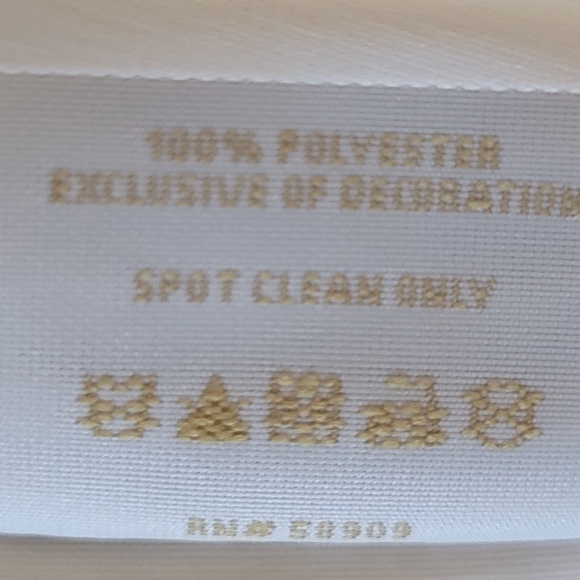 100% POLYESTER
EXCLUSIVE OF DECORATION
SPOT CLEAN ONLY
RN# 58909